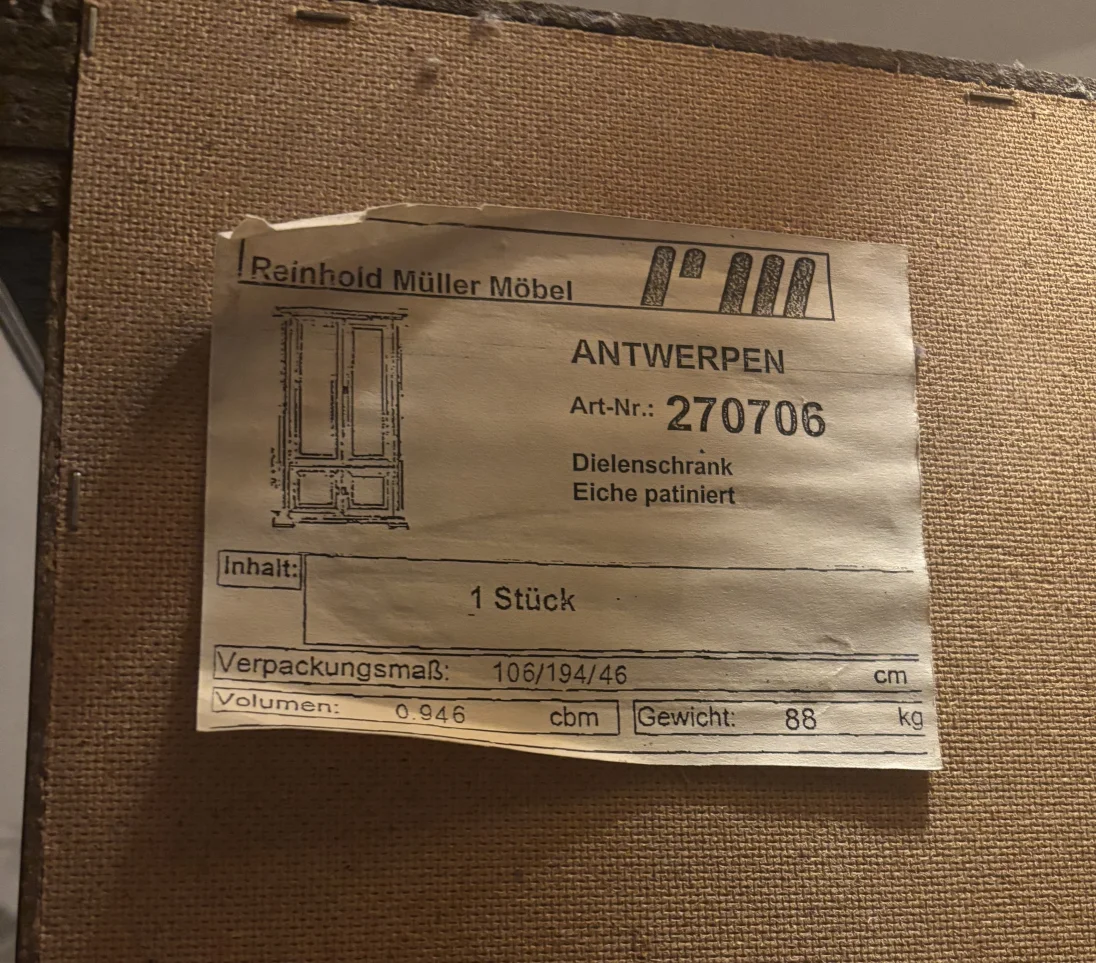 Reinhold Müller Möbel
rm
ANTWERPEN
Art-Nr.: 270706
Dielenschrank
Eiche patiniert
Inhalt:
1 Stück
Verpackungsmaß: 106/194/46 cm
Volumen: 0.946 cbm Gewicht: 88 kg